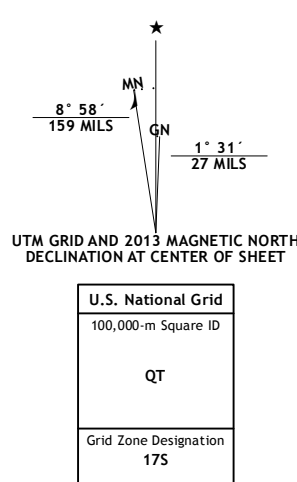 MN
8° 58´
159 MILS
GN
1° 31´
27 MILS
UTM GRID AND 2013 MAGNETIC NORTH
DECLINATION AT CENTER OF SHEET
U.S. National Grid
100,000-m Square ID
QT
Grid Zone Designation
17S